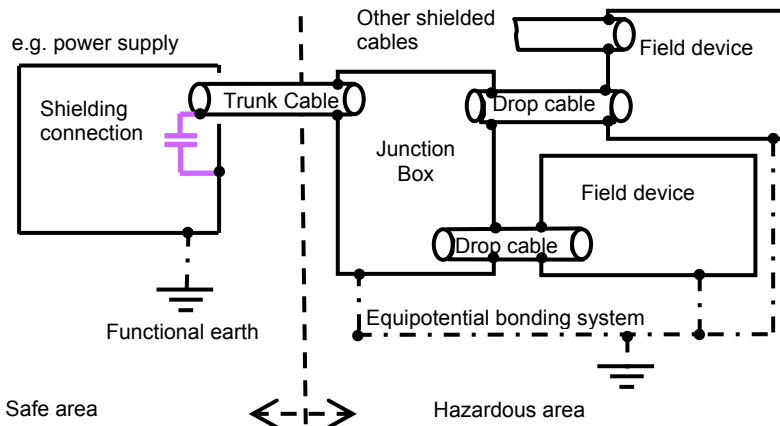 e.g. power supply
Other shielded
cables
Field device
Shielding
connection
Trunk Cable
Drop cable
Junction
Box
Field device
Drop cable
Functional earth
Equipotential bonding system
Safe area
Hazardous area